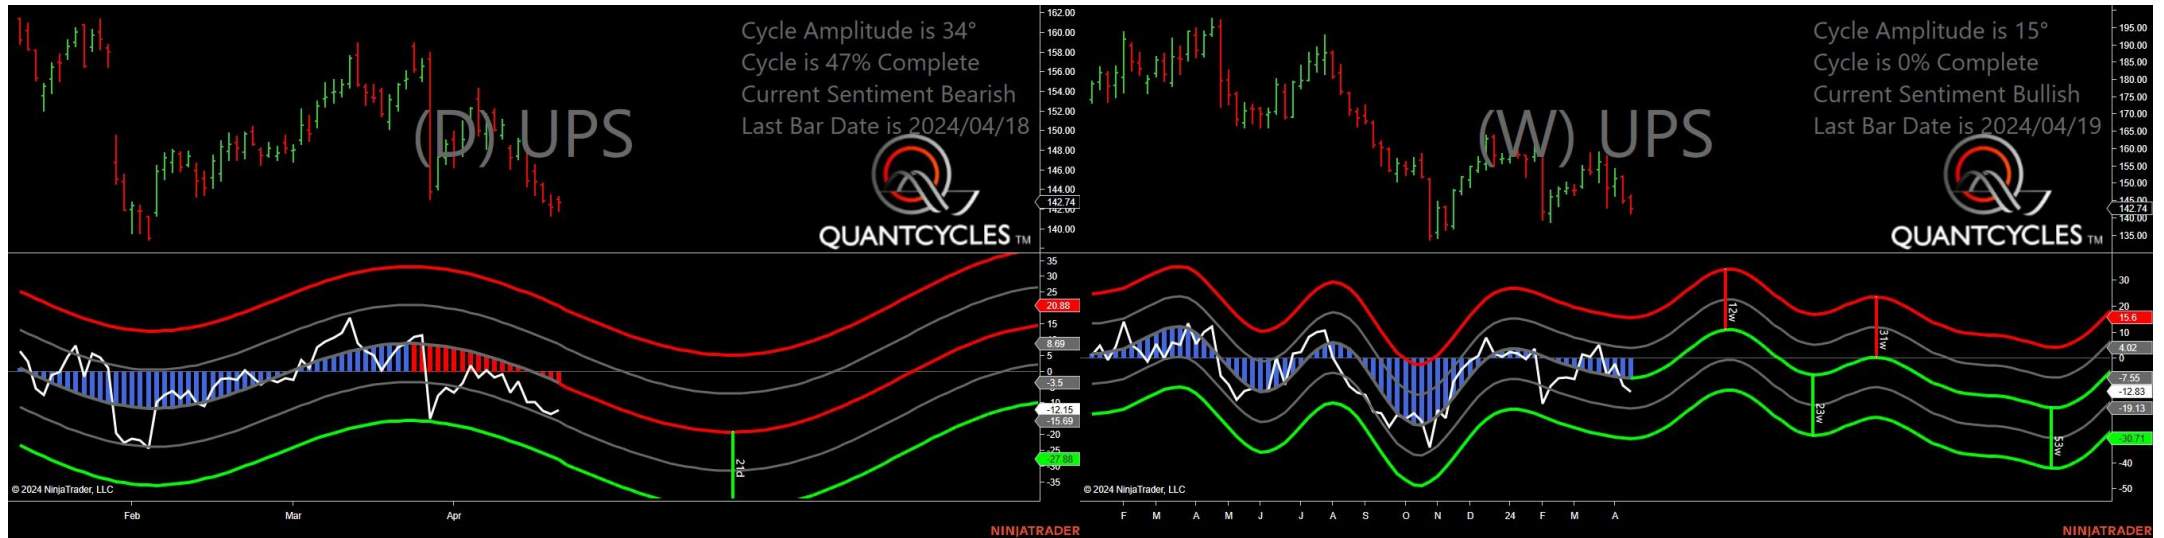 Cycle Amplitude is 34°
Cycle is 47% Complete
Current Sentiment Bearish
Last Bar Date is 2024/04/18
(D) UPS
QUANTCYCLES TM
162.00
160.00
158.00
156.00
154.00
152.00
150.00
148.00
146.00
144.00
142.74
142.00
140.00
35
30
25
20.88
15
8.69
5
0
-3.5
-10
-12.15
-15.69
-20
-25
-27.88
-30
-35
21d
© 2024 NinjaTrader, LLC
Feb Mar Apr
NINJATRADER
Cycle Amplitude is 15°
Cycle is 0% Complete
Current Sentiment Bullish
Last Bar Date is 2024/04/19
(W) UPS
QUANTCYCLES TM
195.00
190.00
185.00
180.00
175.00
170.00
165.00
160.00
155.00
150.00
145.00
142.74
140.00
135.00
30
20
15.6
10
4.02
0
-7.55
-12.83
-19.13
-30.71
-40
-50
12w
23w
31w
53w
© 2024 NinjaTrader, LLC
F M A M J J A S O N D 24 F M A
NINJATRADER